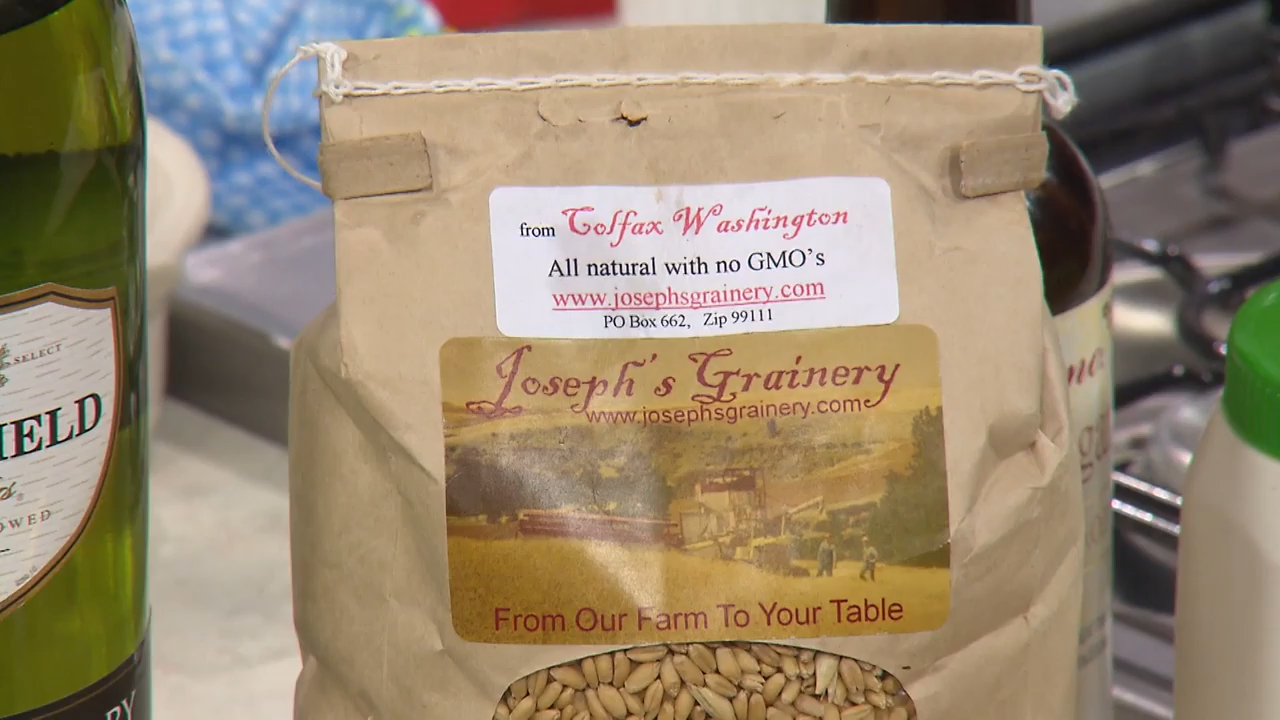 from Colfax Washington
All natural with no GMO's
www.josephsgrainery.com
PO Box 662, Zip 99111
Joseph's Grainery
www.josephsgrainery.com
From Our Farm To Your Table
SELECT
IELD
OWED
RY